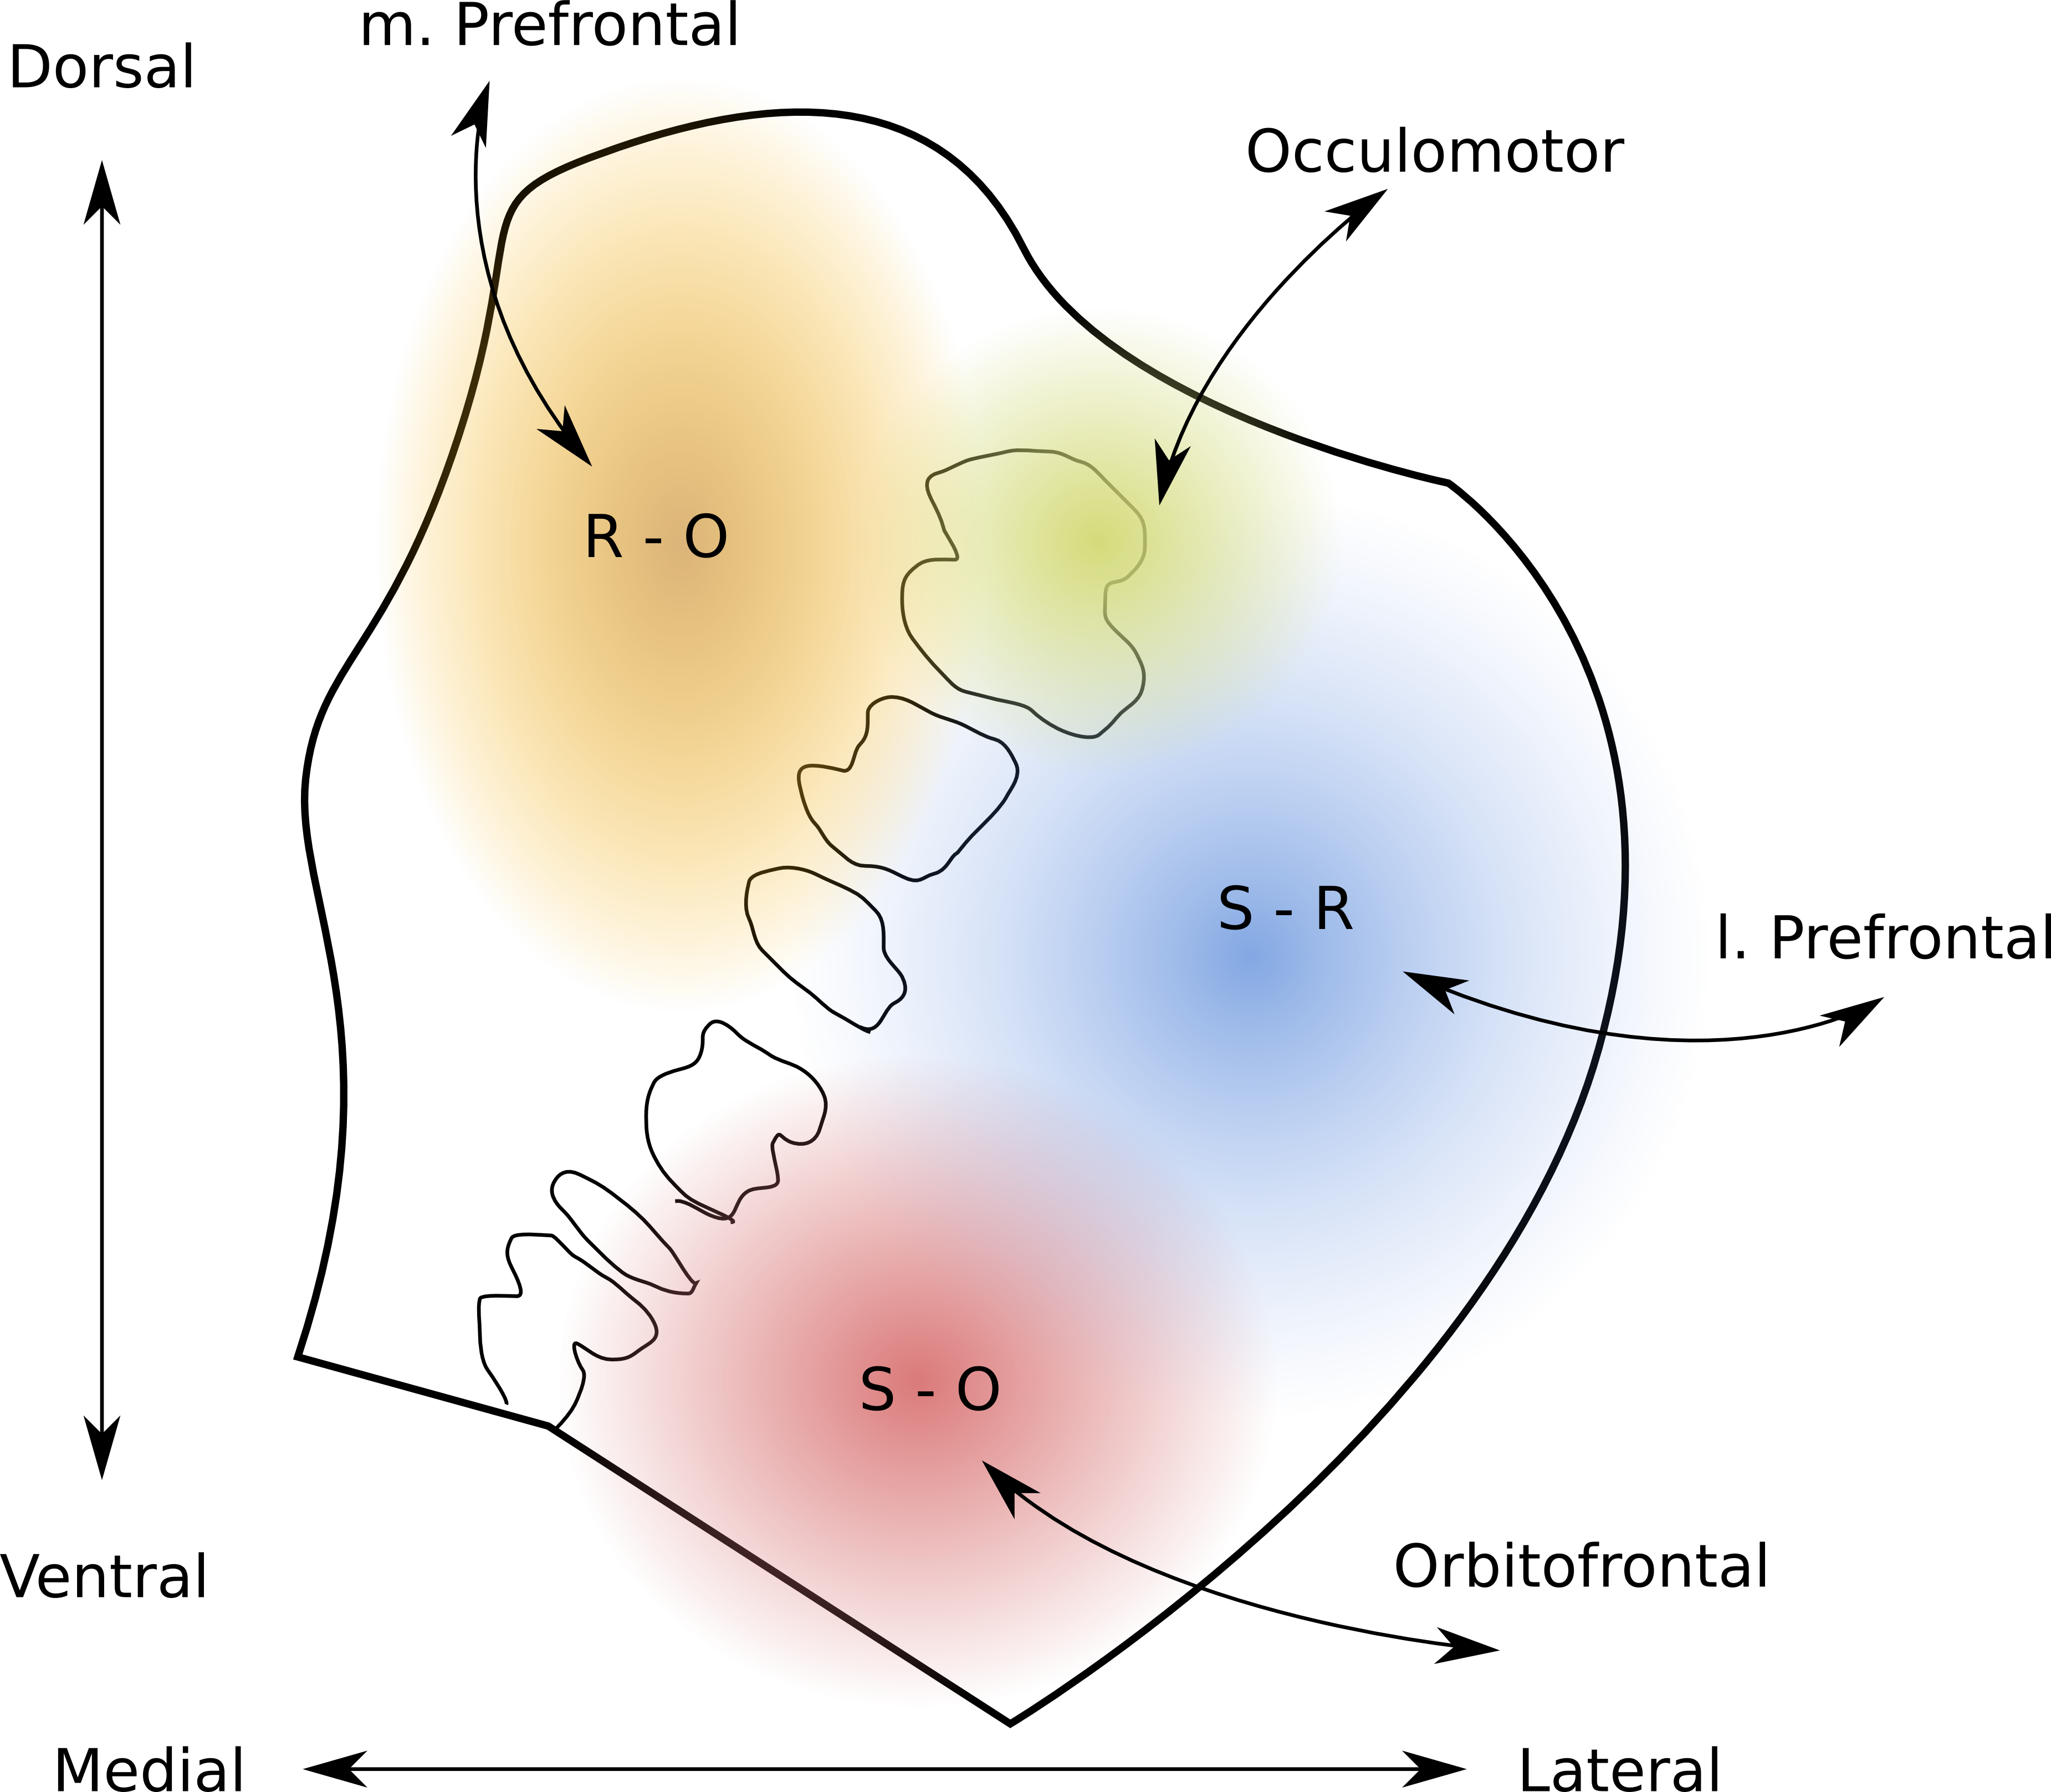 m. Prefrontal
Dorsal
Occulomotor
R - O
S - R
l. Prefrontal
S - O
Orbitofrontal
Ventral
Medial
Lateral